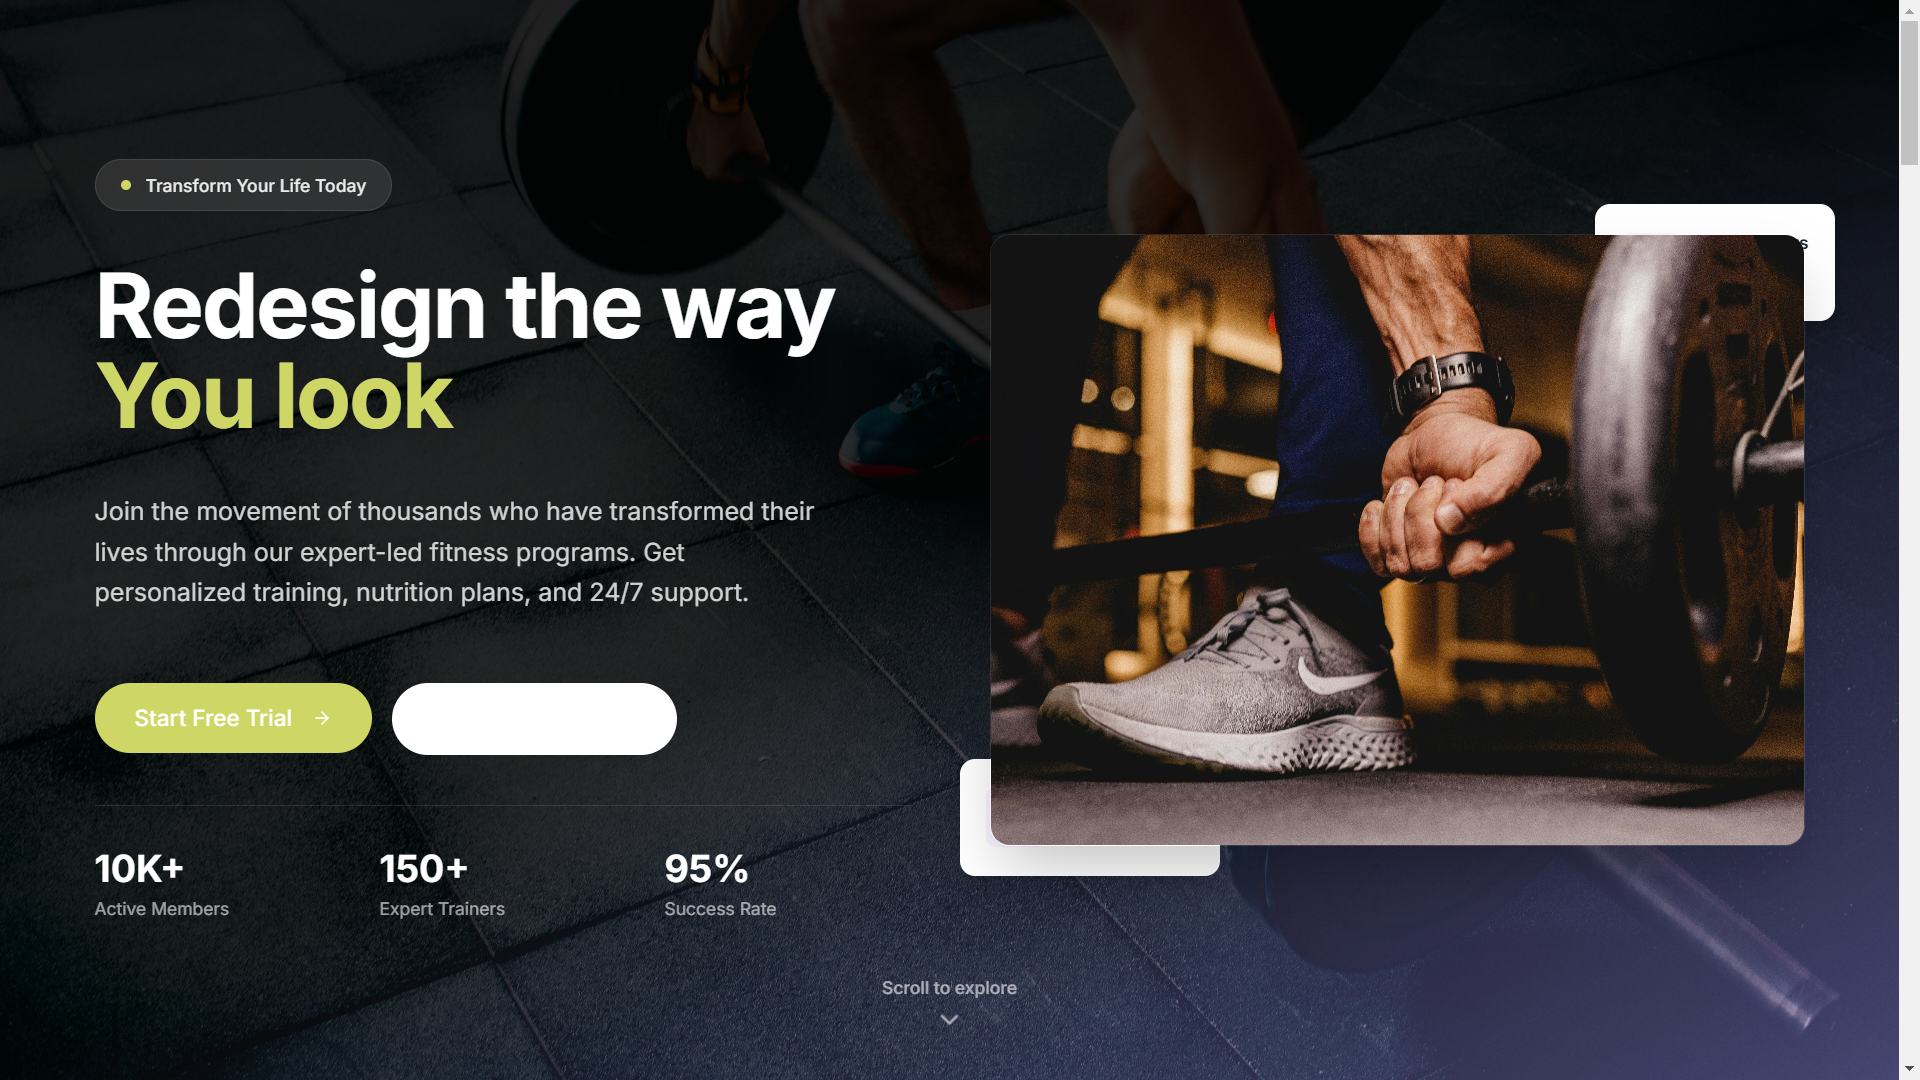 Transform Your Life Today
Redesign the way
You look
Join the movement of thousands who have transformed their
lives through our expert-led fitness programs. Get
personalized training, nutrition plans, and 24/7 support.
Start Free Trial
10K+
Active Members
150+
Expert Trainers
95%
Success Rate
Scroll to explore